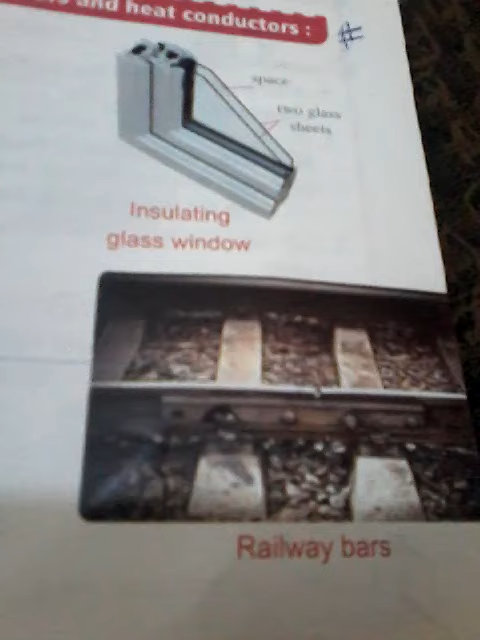 and heat conductors :
#
space
two glass
sheets
Insulating
glass window
Railway bars